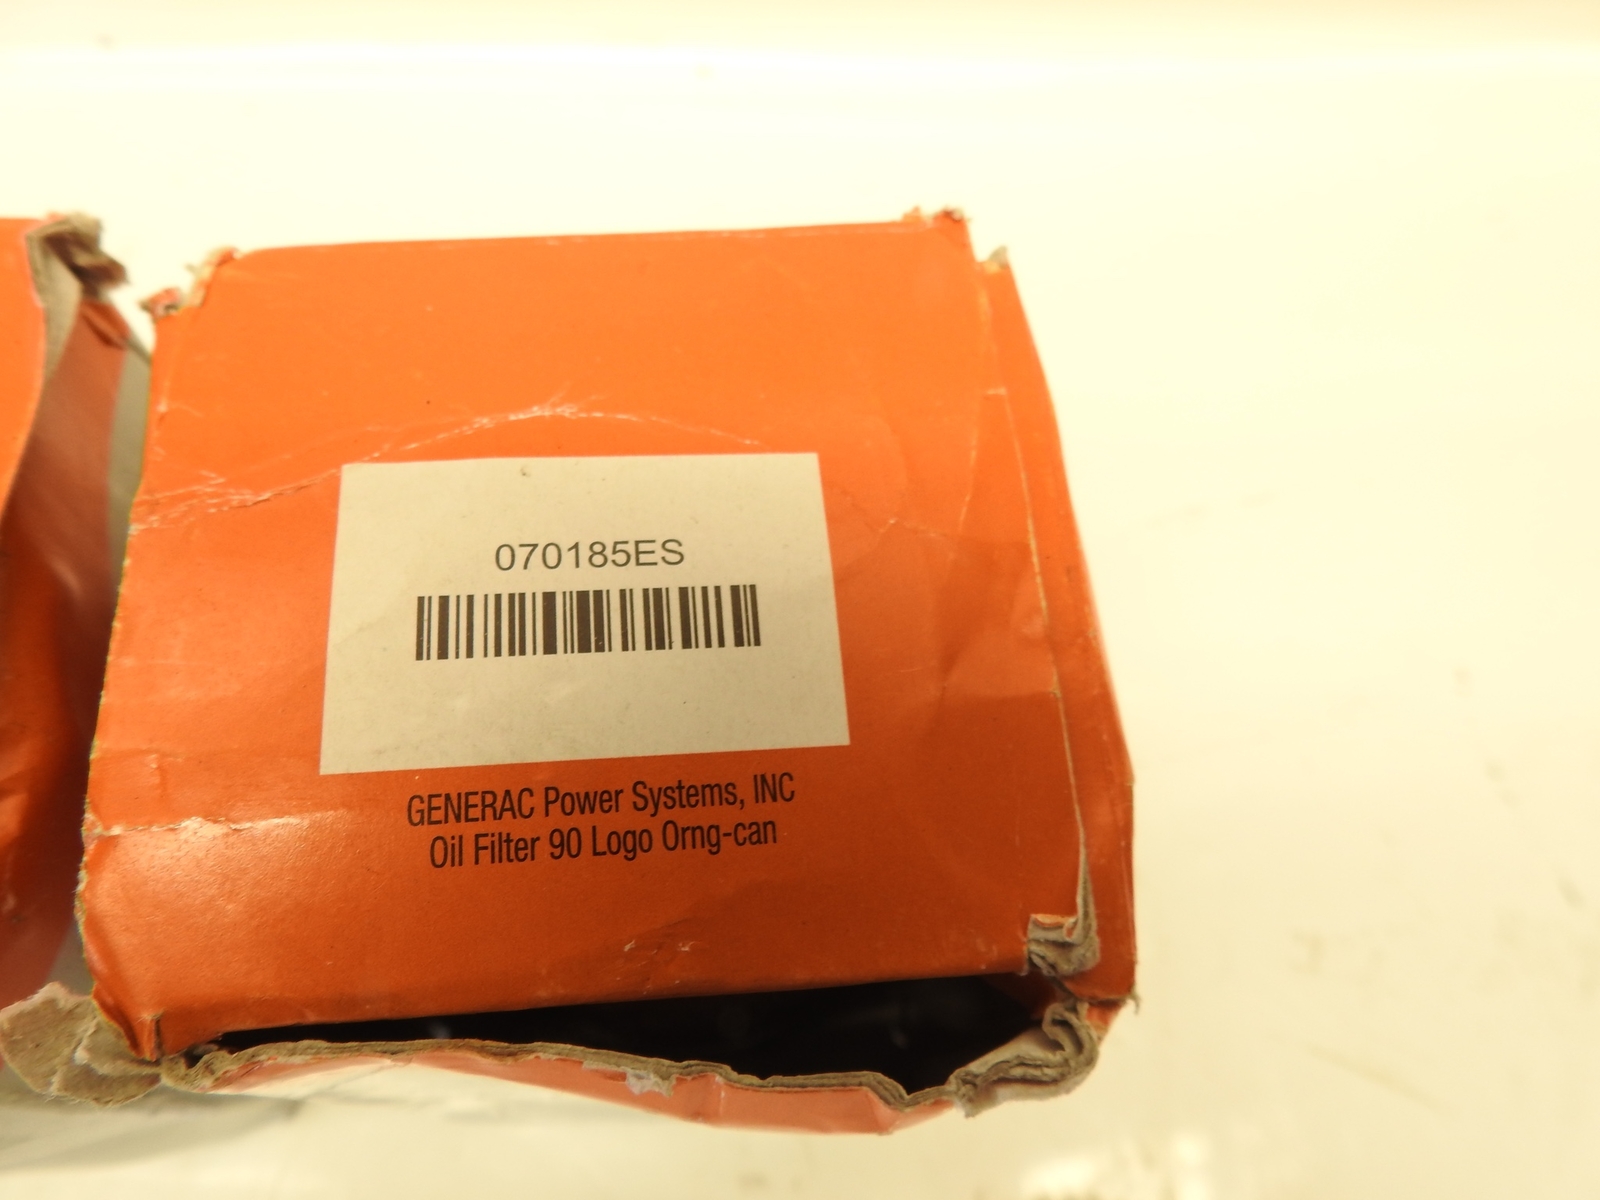 070185ES
GENERAC Power Systems, INC
Oil Filter 90 Logo Orng-can